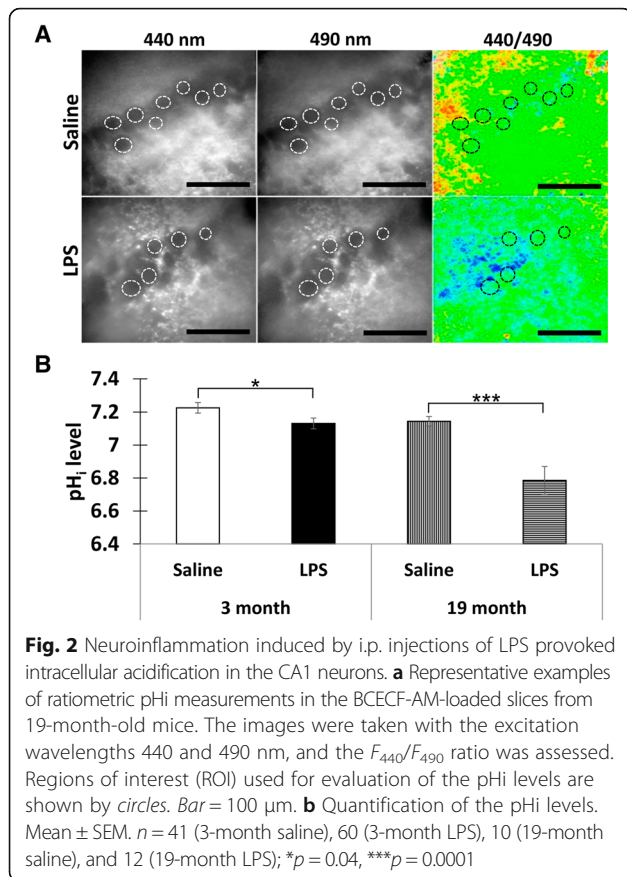 A
440 nm 490 nm 440/490
Saline
LPS
B
7.4
7.2
7
6.8
6.6
6.4
pHi level
*
***
Saline LPS Saline LPS
3 month 19 month
Fig. 2 Neuroinflammation induced by i.p. injections of LPS provoked
intracellular acidification in the CA1 neurons. a Representative examples
of ratiometric pHi measurements in the BCECF-AM-loaded slices from
19-month-old mice. The images were taken with the excitation
wavelengths 440 and 490 nm, and the F440/F490 ratio was assessed.
Regions of interest (ROI) used for evaluation of the pHi levels are
shown by circles. Bar = 100 μm. b Quantification of the pHi levels.
Mean ± SEM. n = 41 (3-month saline), 60 (3-month LPS), 10 (19-month
saline), and 12 (19-month LPS); *p = 0.04, ***p = 0.0001